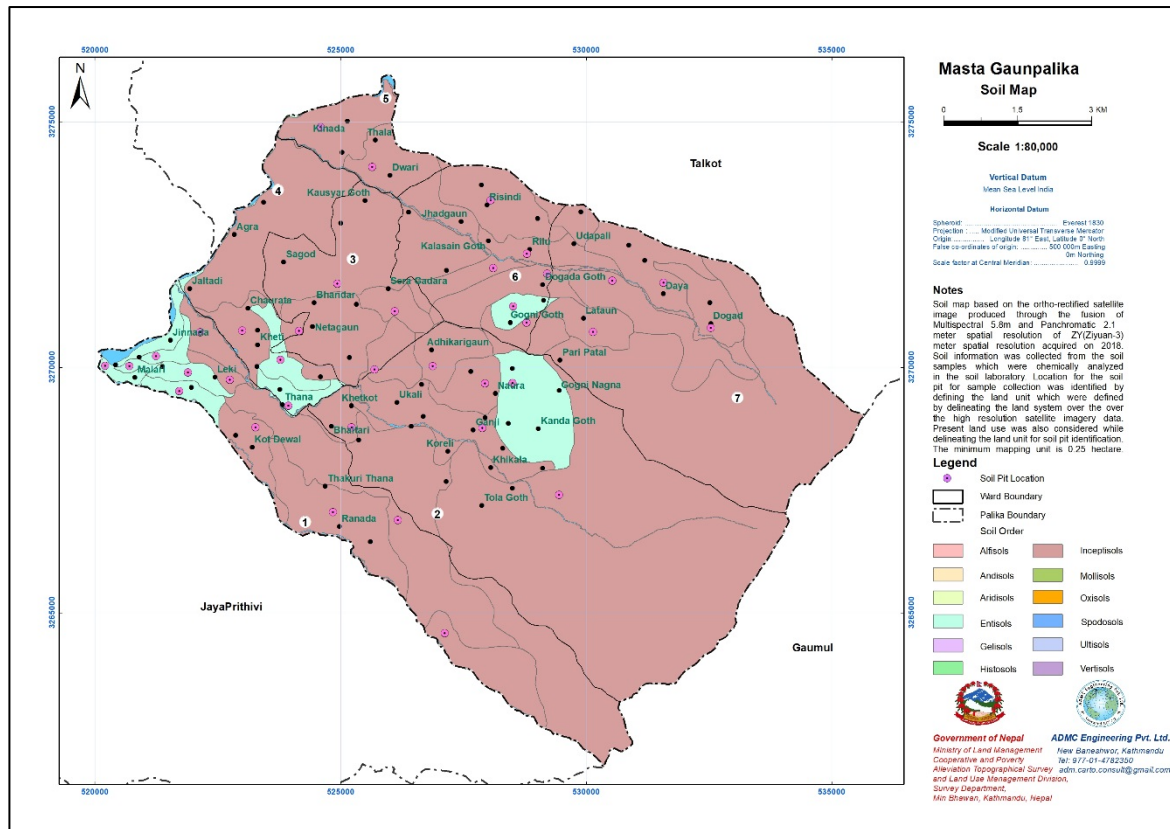 520000
525000
530000
535000
N
3275000
3275000
3270000
3270000
3265000
3265000
520000
525000
530000
535000
5
Thala
Dwari
4
Kausyar Goth
Risindi
Jhadgaun
Agra
Kalasain Goth
Rilu
Udapali
Sagod
3
6
Jaltadi
Sera Gadara
Bogada Goth
Daya
Chaurata
Bhandar
Lataun
Gogni Goth
Dogad
Jinnada
Kheti
Netagaun
Adhikarigaun
Pari Patal
Leki
Gogni Nagna
Thana
Khetkot
Ukali
7
Ganji
Kanda Goth
Kot Dewal
Koreli
Khikala
Thakuri Thana
Tola Goth
1
Ranada
2
Talkot
JayaPrithivi
Gaumul
Masta Gaunpalika
Soil Map
0 1.5 3 KM
Scale 1:80,000
Vertical Datum
Mean Sea Level India
Horizontal Datum
Spheroid: Everest 1830
Projection : Modified Universal Transverse Mercator
Origin Longitude 81° East, Latitude 0° North
False co-ordinates of origin: 500 000m Easting
0m Northing
Scale factor at Central Meridian : 0.9999
Notes
Soil map based on the ortho-rectified satellite
image produced through the fusion of
Multispectral 5.8m and Panchromatic 2.1
meter spatial resolution of ZY(Ziyuan-3)
meter spatial resolution acquired on 2018.
Soil information was collected from the soil
samples which were chemically analyzed
in the soil laboratory. Location for the soil
pit for sample collection was identified by
defining the land unit which were defined
by delineating the land system over the over
the high resolution satellite imagery data.
Present land use was also considered while
delineating the land unit for soil pit identification.
The minimum mapping unit is 0.25 hectare.
Legend
Soil Pit Location
Ward Boundary
Palika Boundary
Soil Order
Alfisols
Inceptisols
Andisols
Mollisols
Aridisols
Oxisols
Entisols
Spodosols
Gelisols
Ultisols
Histosols
Vertisols
Government of Nepal
Ministry of Land Management
Cooperative and Poverty
Alleviation Topographical Survey
and Land Use Management Division,
Survey Department,
Min Bhawan, Kathmandu, Nepal
ADMC Engineering Pvt. Ltd.
New Baneshwor, Kathmandu
Tel: 977-01-4782350
adm.carto.consult@gmail.com